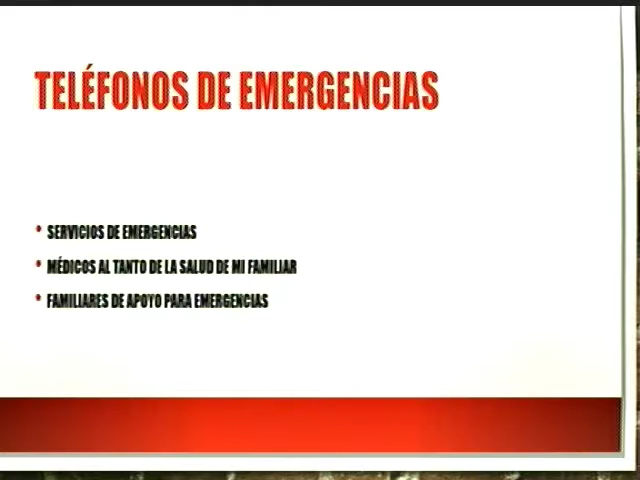 TELÉFONOS DE EMERGENCIAS
• SERVICIOS DE EMERGENCIAS
• MÉDICOS AL TANTO DE LA SALUD DE MI FAMILIAR
• FAMILIARES DE APOYO PARA EMERGENCIAS